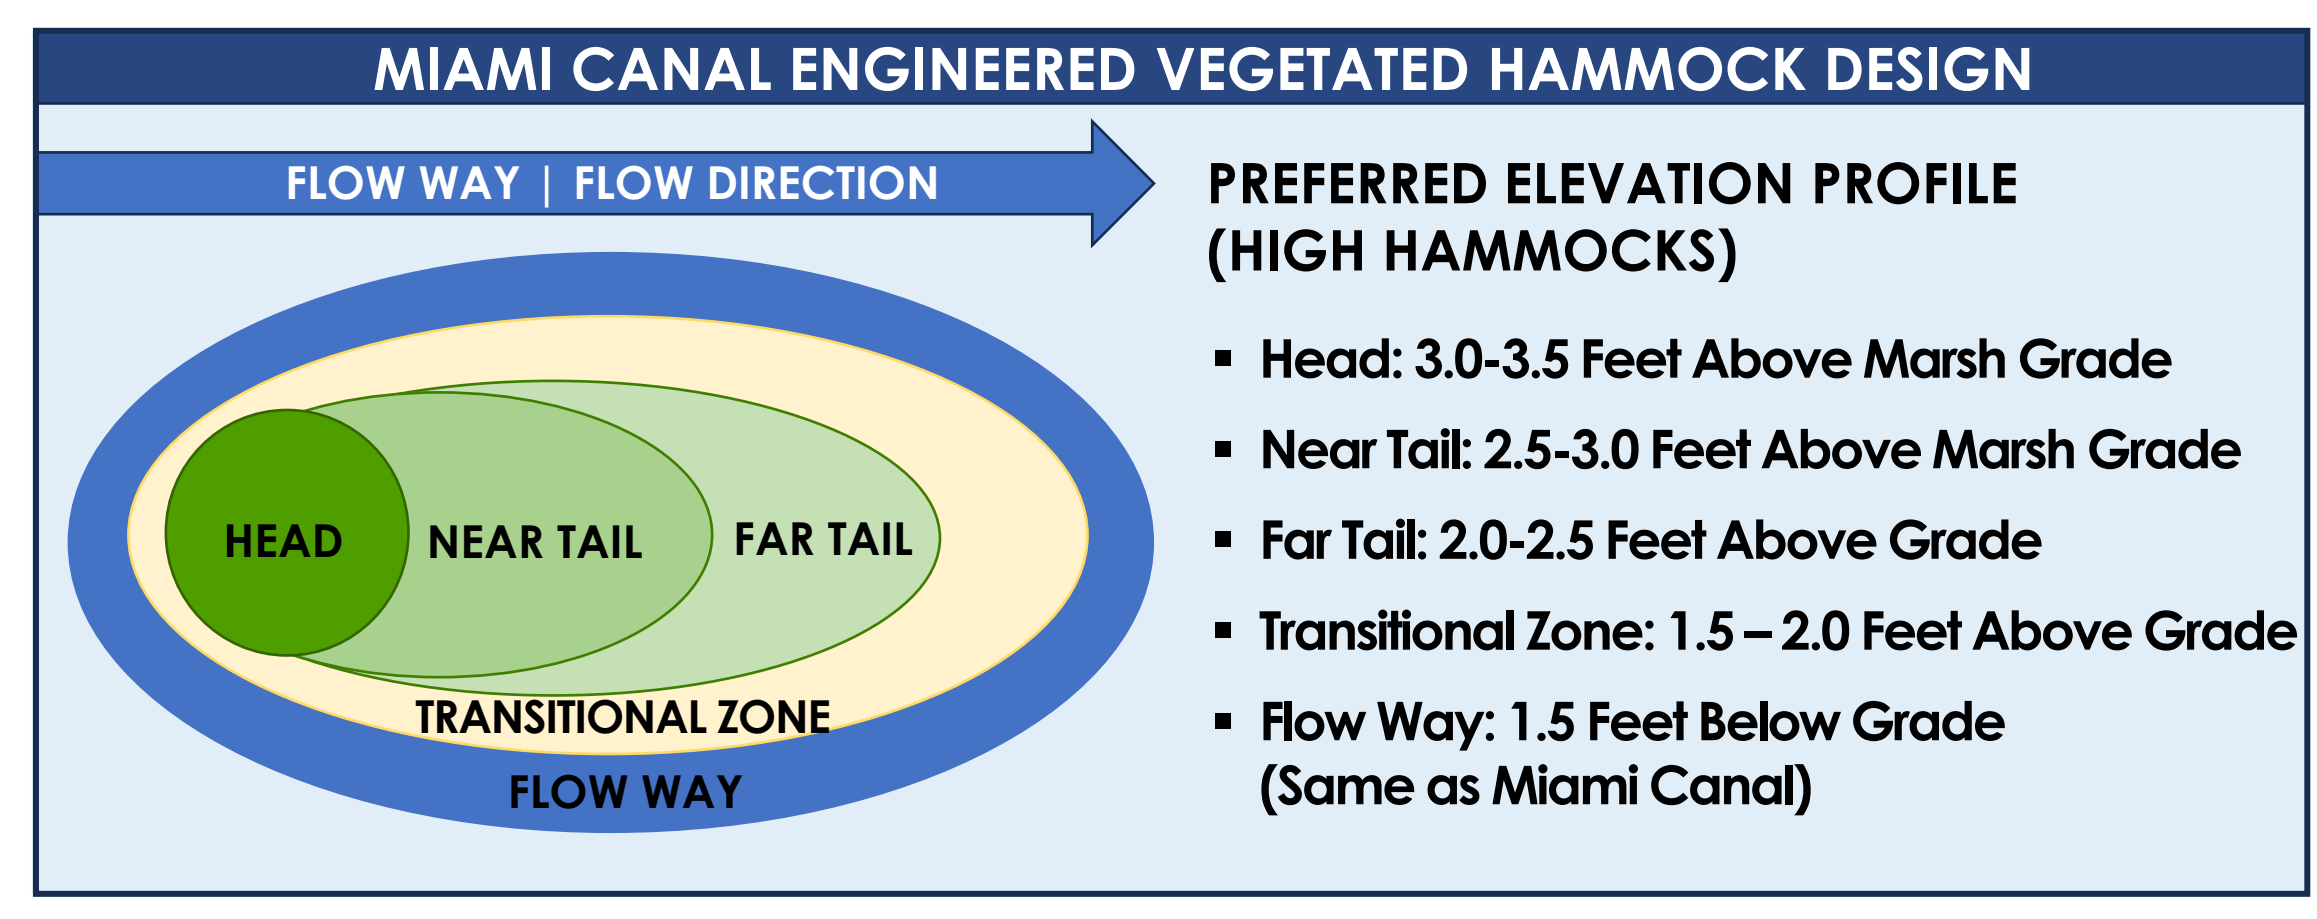 MIAMI CANAL ENGINEERED VEGETATED HAMMOCK DESIGN
FLOW WAY | FLOW DIRECTION
HEAD
NEAR TAIL
FAR TAIL
TRANSITIONAL ZONE
FLOW WAY
PREFERRED ELEVATION PROFILE
(HIGH HAMMOCKS)
▪ Head: 3.0-3.5 Feet Above Marsh Grade
▪ Near Tail: 2.5-3.0 Feet Above Marsh Grade
▪ Far Tail: 2.0-2.5 Feet Above Grade
▪ Transitional Zone: 1.5 – 2.0 Feet Above Grade
▪ Flow Way: 1.5 Feet Below Grade
(Same as Miami Canal)